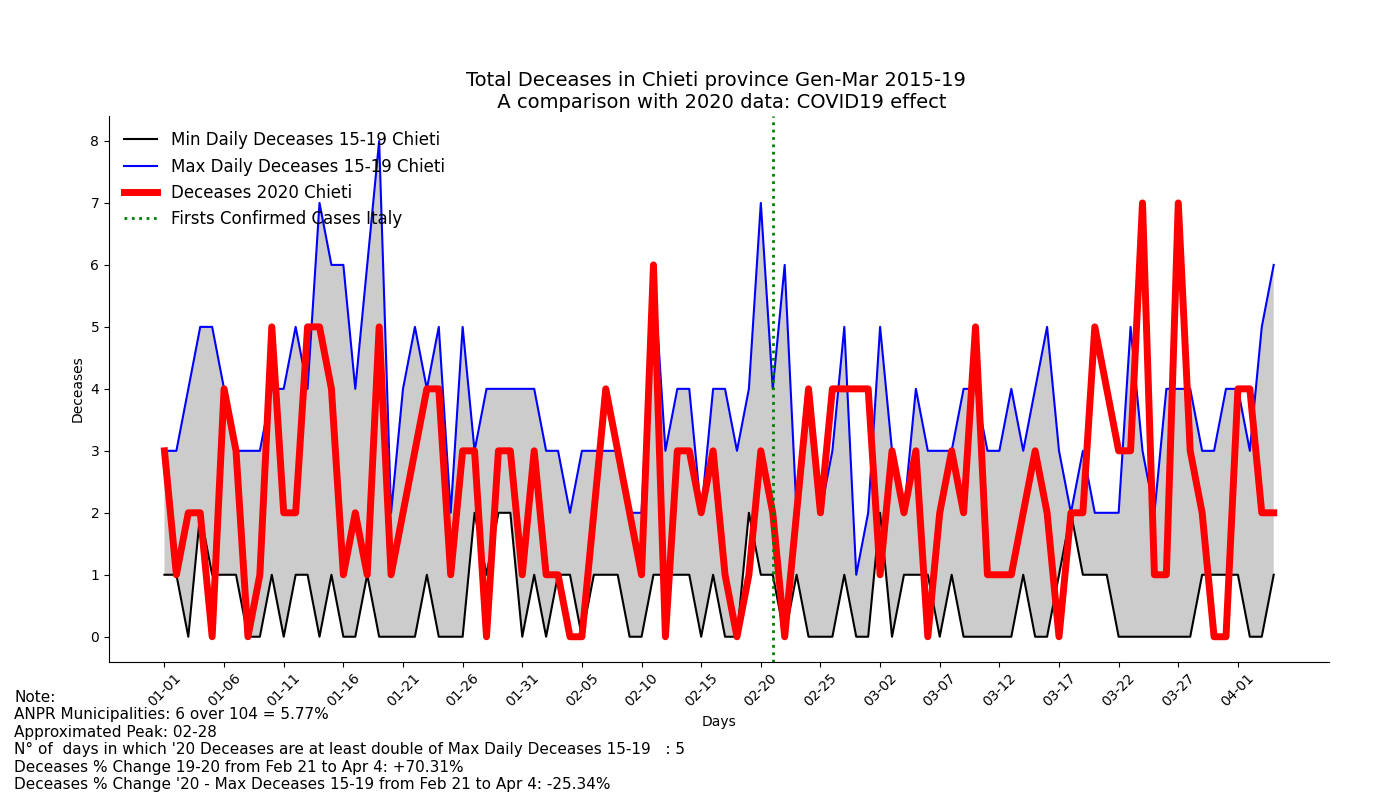 Total Deceases in Chieti province Gen-Mar 2015-19
A comparison with 2020 data: COVID19 effect
Min Daily Deceases 15-19 Chieti
Max Daily Deceases 15-19 Chieti
Deceases 2020 Chieti
Firsts Confirmed Cases Italy
8
7
6
5
4
3
2
1
0
Deceases
01-01 01-06 01-11 01-16 01-21 01-26 01-31 02-05 02-10 02-15 02-20 02-25 03-02 03-07 03-12 03-17 03-22 03-27 04-01
Days
Note:
ANPR Municipalities: 6 over 104 = 5.77%
Approximated Peak: 02-28
N° of  days in which '20 Deceases are at least double of Max Daily Deceases 15-19   : 5
Deceases % Change 19-20 from Feb 21 to Apr 4: +70.31%
Deceases % Change '20 - Max Deceases 15-19 from Feb 21 to Apr 4: -25.34%